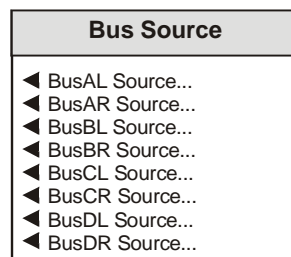 Bus Source
◀ BusAL Source...
◀ BusAR Source...
◀ BusBL Source...
◀ BusBR Source...
◀ BusCL Source...
◀ BusCR Source...
◀ BusDL Source...
◀ BusDR Source...